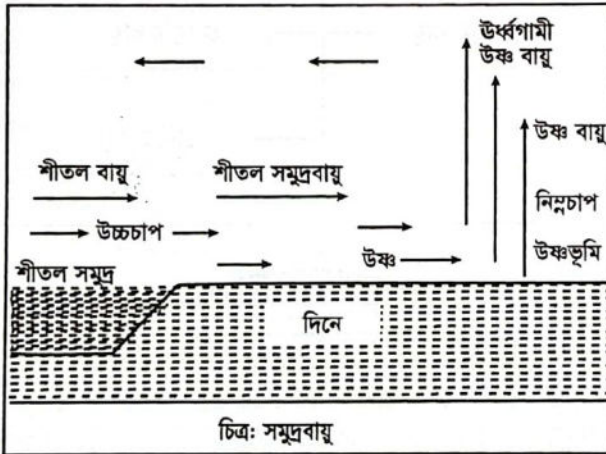 ঊর্ধ্বগামী
উষ্ণ বায়ু
উষ্ণ বায়ু
শীতল বায়ু
শীতল সমুদ্রবায়ু
নিম্নচাপ
উচ্চচাপ
উষ্ণ
উষ্ণভূমি
শীতল সমুদ্র
দিনে
চিত্র: সমুদ্রবায়ু